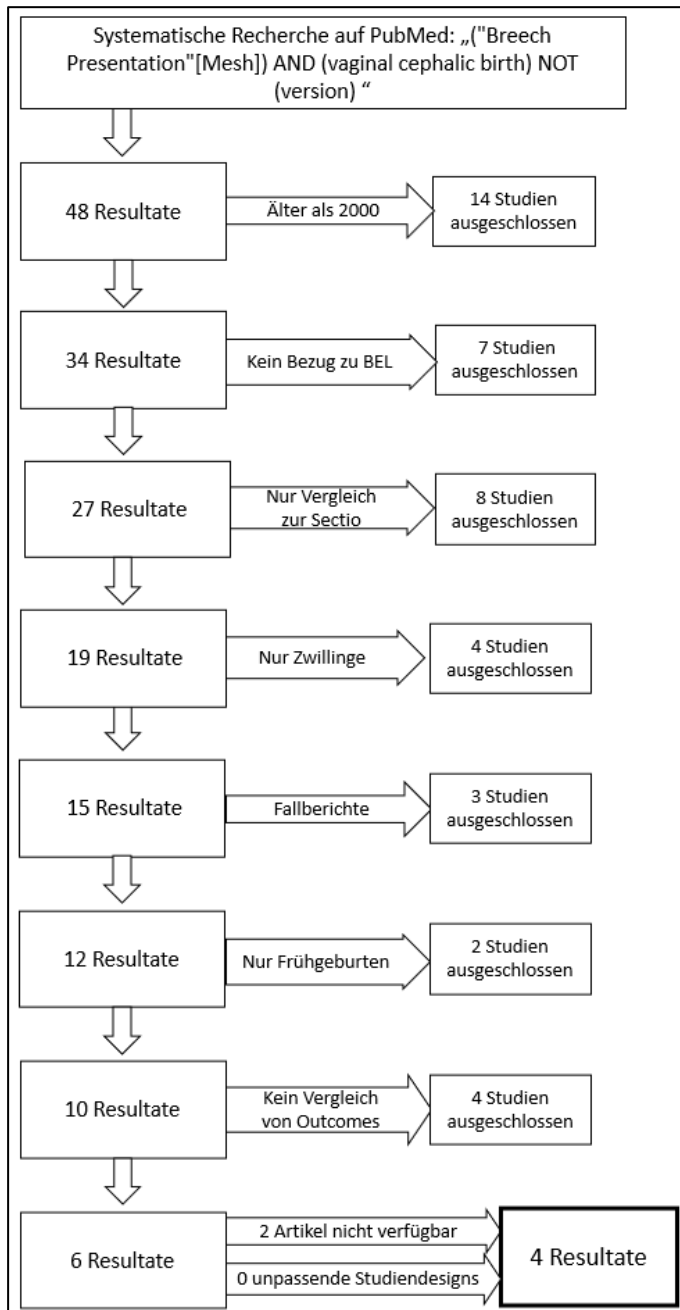 Systematische Recherche auf PubMed: „("Breech
Presentation"[Mesh]) AND (vaginal cephalic birth) NOT
(version) “
48 Resultate
Älter als 2000
14 Studien
ausgeschlossen
34 Resultate
Kein Bezug zu BEL
7 Studien
ausgeschlossen
27 Resultate
Nur Vergleich
zur Sectio
8 Studien
ausgeschlossen
19 Resultate
Nur Zwillinge
4 Studien
ausgeschlossen
15 Resultate
Fallberichte
3 Studien
ausgeschlossen
12 Resultate
Nur Frühgeburten
2 Studien
ausgeschlossen
10 Resultate
Kein Vergleich
von Outcomes
4 Studien
ausgeschlossen
6 Resultate
2 Artikel nicht verfügbar
0 unpassende Studiendesigns
4 Resultate